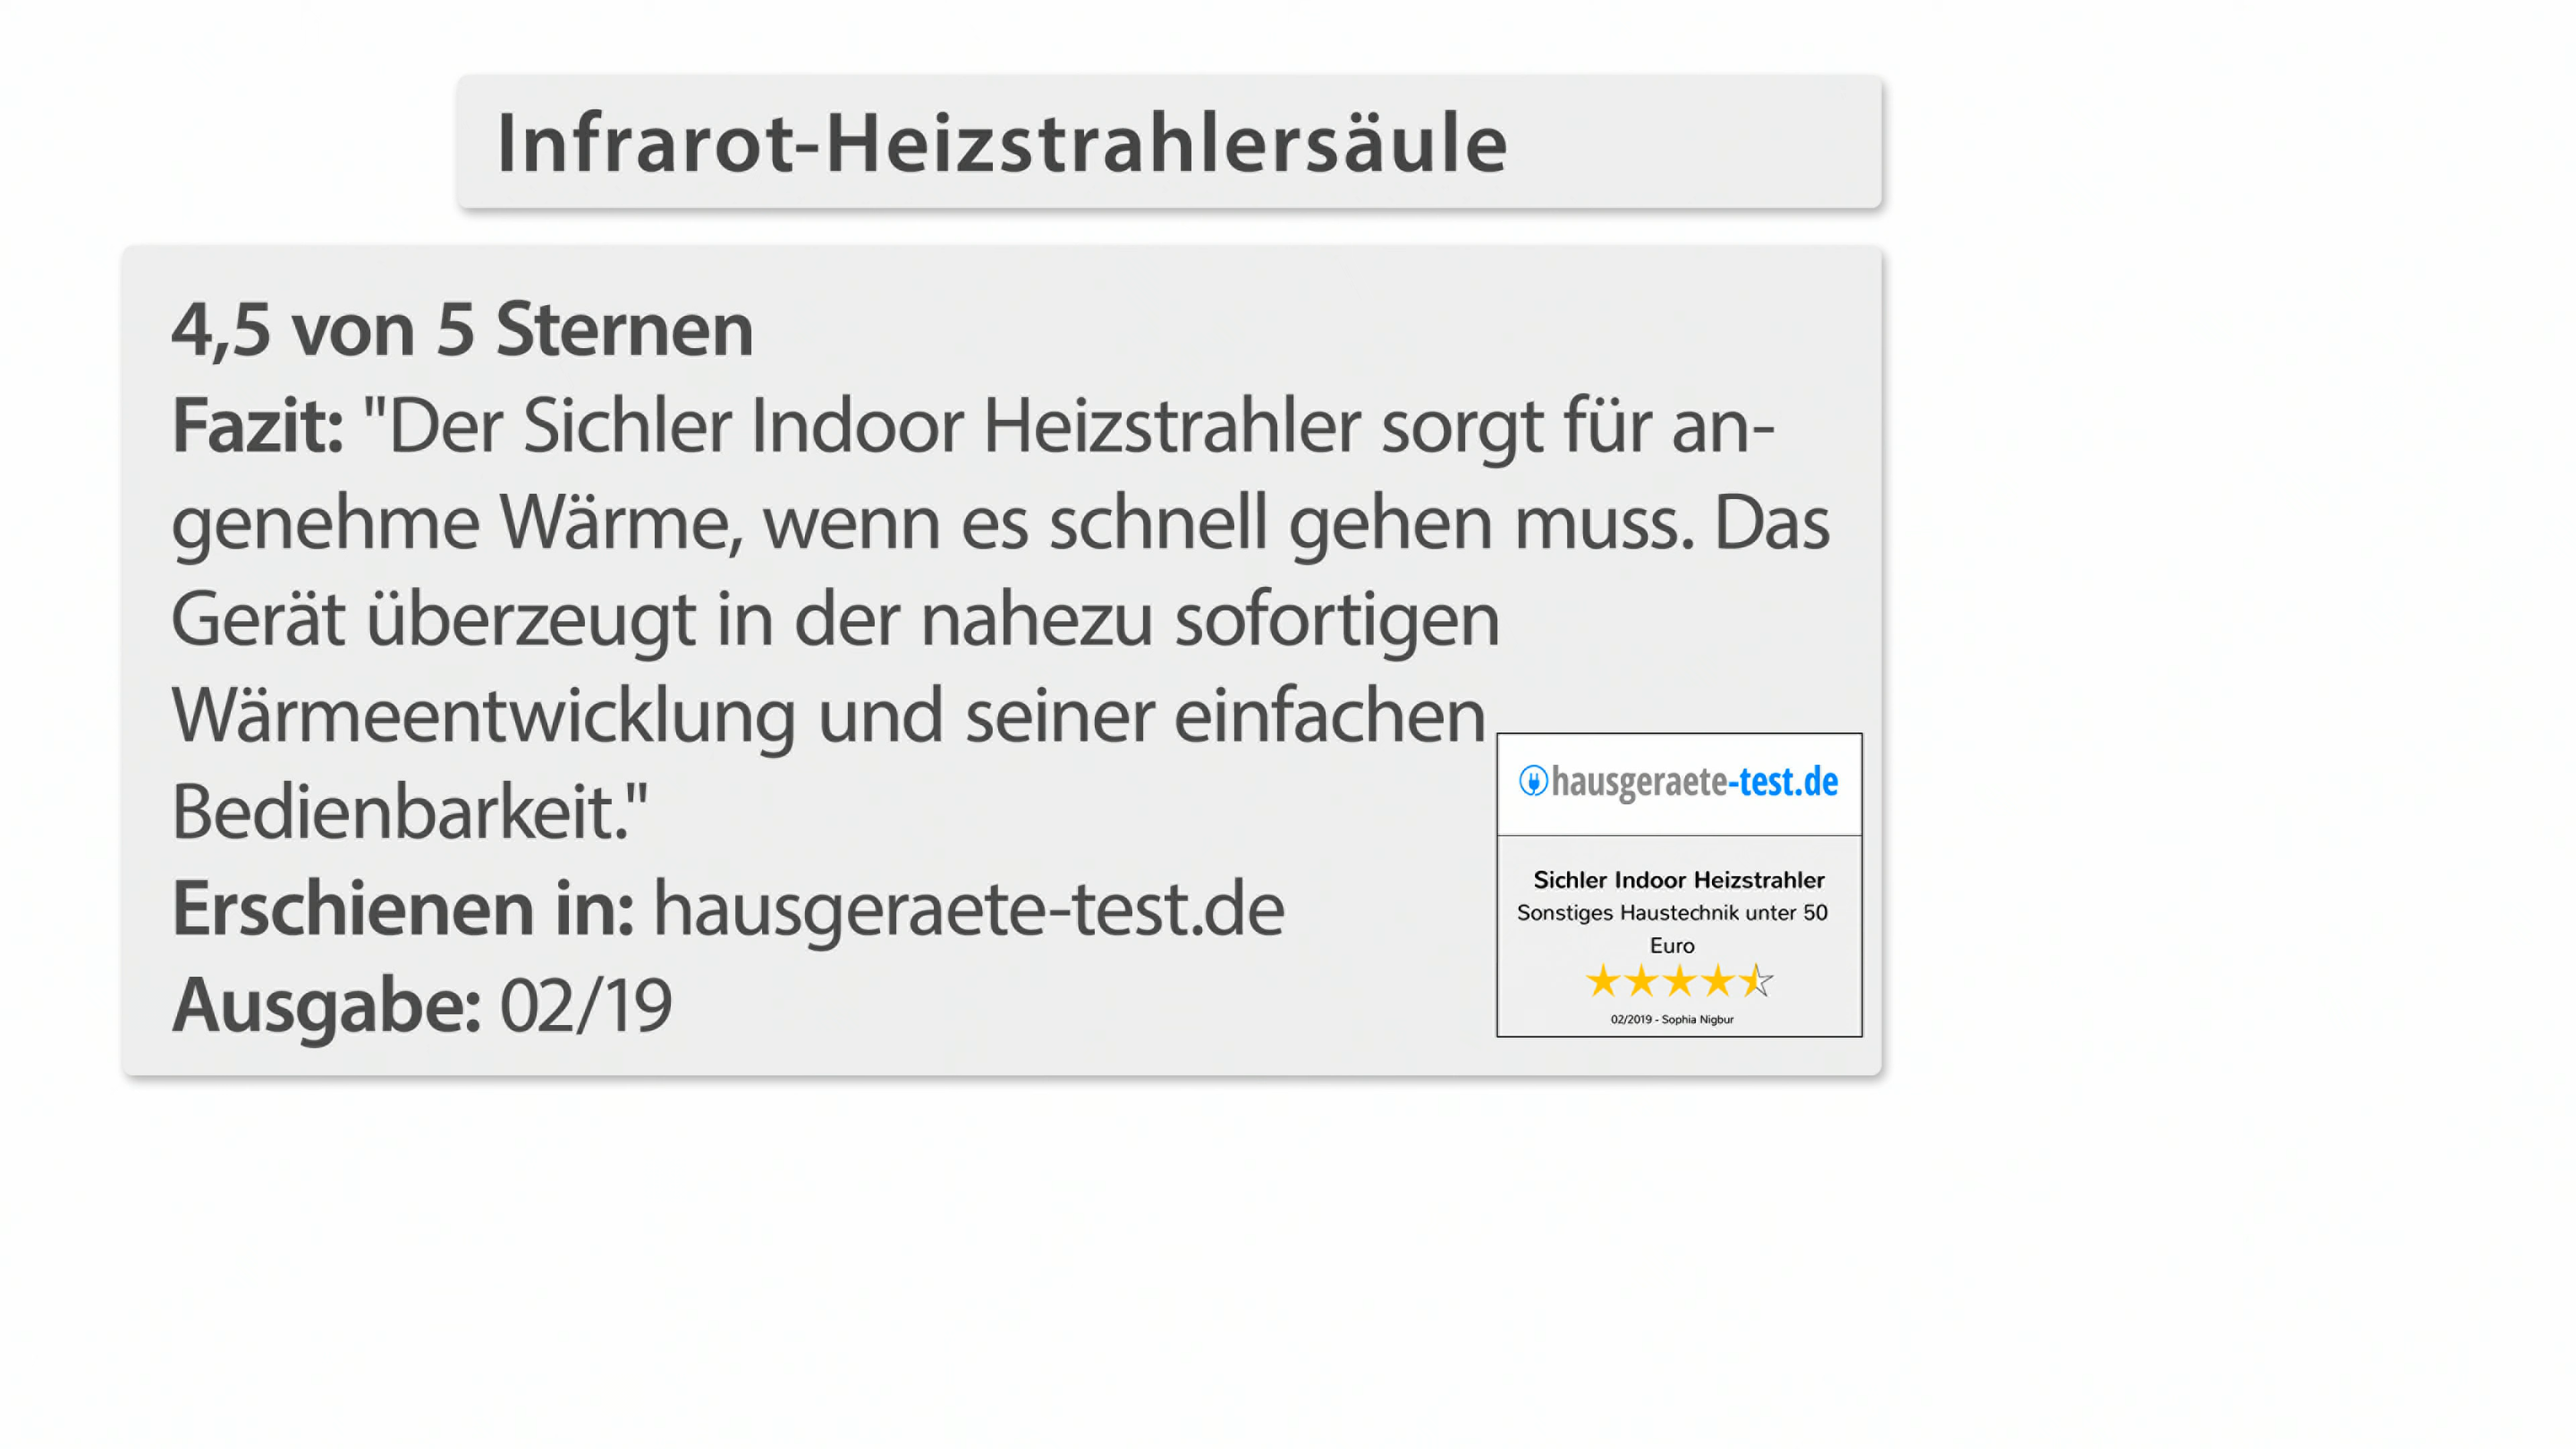 Infrarot-Heizstrahlersäule
4,5 von 5 Sternen
Fazit: "Der Sichler Indoor Heizstrahler sorgt für an-
genehme Wärme, wenn es schnell gehen muss. Das
Gerät überzeugt in der nahezu sofortigen
Wärmeentwicklung und seiner einfachen
Bedienbarkeit."
Erschienen in: hausgeraete-test.de
Ausgabe: 02/19
hausgeraete-test.de
Sichler Indoor Heizstrahler
Sonstiges Haustechnik unter 50
Euro
02/2019 - Sophia Nigbur